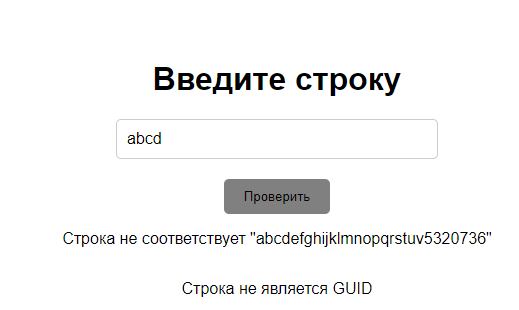 Введите строку
abcd
Проверить
Строка не соответствует "abcdefghijklmnopqrstuv5320736"
Строка не является GUID